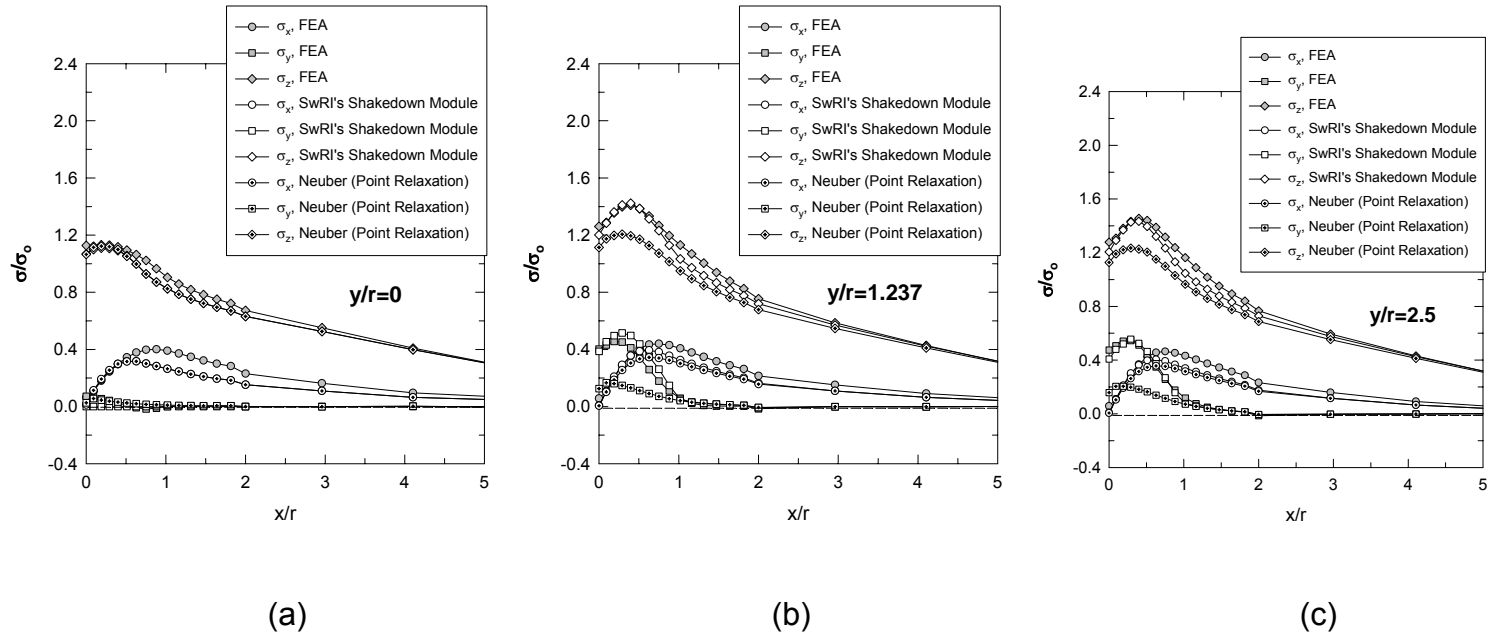 σx, FEA
σy, FEA
σz, FEA
σx, SwRI's Shakedown Module
σy, SwRI's Shakedown Module
σz, SwRI's Shakedown Module
σx, Neuber (Point Relaxation)
σy, Neuber (Point Relaxation)
σz, Neuber (Point Relaxation)
2.4
2.0
1.6
1.2
0.8
0.4
0.0
-0.4
σ/σo
y/r=0
0 1 2 3 4 5
x/r
(a)
σx, FEA
σy, FEA
σz, FEA
σx, SwRI's Shakedown Module
σy, SwRI's Shakedown Module
σz, SwRI's Shakedown Module
σx, Neuber (Point Relaxation)
σy, Neuber (Point Relaxation)
σz, Neuber (Point Relaxation)
2.4
2.0
1.6
1.2
0.8
0.4
0.0
-0.4
σ/σo
y/r=1.237
0 1 2 3 4 5
x/r
(b)
σx, FEA
σy, FEA
σz, FEA
σx, SwRI's Shakedown Module
σy, SwRI's Shakedown Module
σz, SwRI's Shakedown Module
σx, Neuber (Point Relaxation)
σy, Neuber (Point Relaxation)
σz, Neuber (Point Relaxation)
2.4
2.0
1.6
1.2
0.8
0.4
0.0
-0.4
σ/σo
y/r=2.5
0 1 2 3 4 5
x/r
(c)